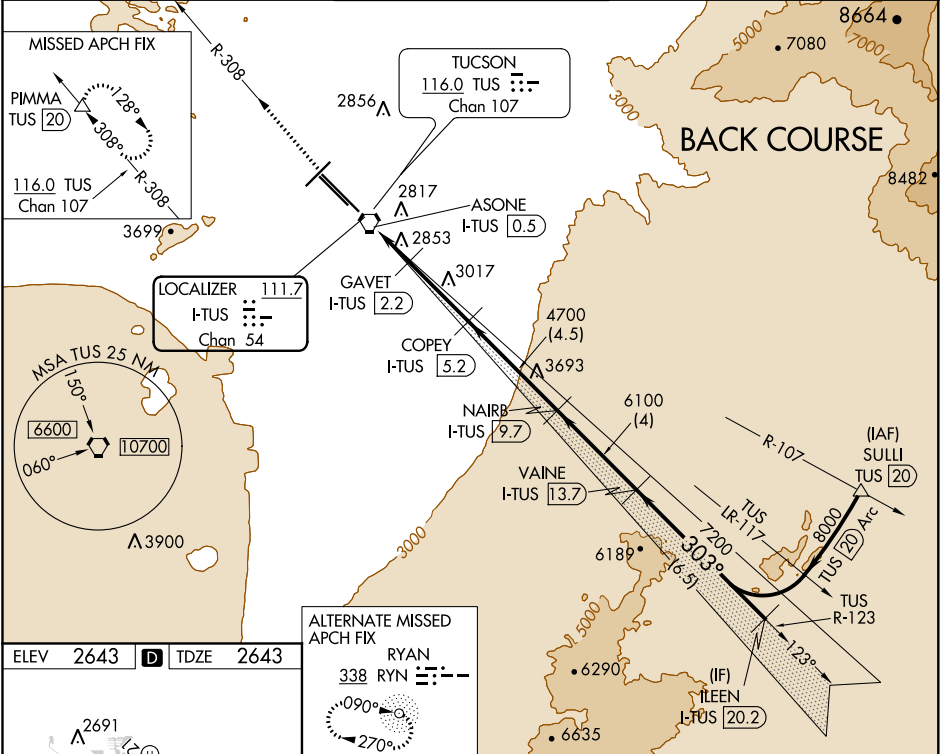 MISSED APCH FIX
PIMMA
TUS 20
128°
308°
R-308
116.0 TUS
Chan 107
R-308
TUCSON
116.0 TUS
Chan 107
2856
8664
5000
7080
7000
3000
BACK COURSE
8482
3699
2817
ASONE
I-TUS 0.5
2853
LOCALIZER 111.7
I-TUS
Chan 54
GAVET
I-TUS 2.2
3017
COPEY
I-TUS 5.2
4700
(4.5)
3693
MSA TUS 25 NM
150°
6600
10700
060°
NAIRB
I-TUS 9.7
6100
(4)
R-107
(IAF)
SULLI
TUS 20
VAINE
I-TUS 13.7
TUS
LR-117
8000
TUS 20 Arc
3900
3000
6189
303°
7200
(6.5)
TUS
R-123
123°
5000
(IF)
ILEEN
I-TUS 20.2
6290
6635
ALTERNATE MISSED
APCH FIX
RYAN
338 RYN
090°
270°
ELEV 2643 D TDZE 2643
2691